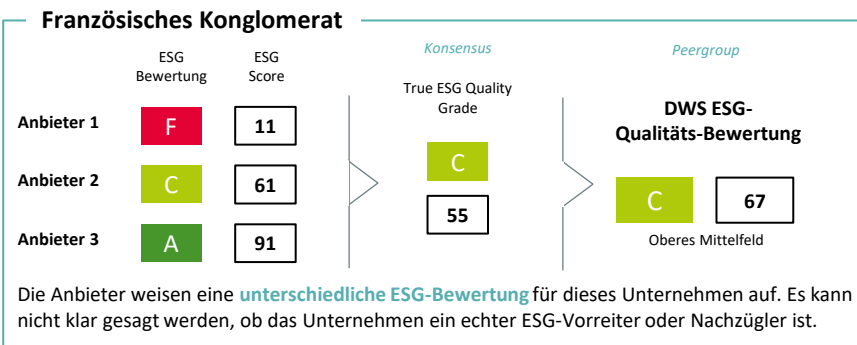 Französisches Konglomerat
ESG
Bewertung
ESG
Score
Konsensus
Peergroup
True ESG Quality
Grade
DWS ESG-
Qualitäts-Bewertung
Anbieter 1
F
11
Anbieter 2
C
61
Anbieter 3
A
91
C
55
C
67
Oberes Mittelfeld
Die Anbieter weisen eine unterschiedliche ESG-Bewertung für dieses Unternehmen auf. Es kann
nicht klar gesagt werden, ob das Unternehmen ein echter ESG-Vorreiter oder Nachzügler ist.